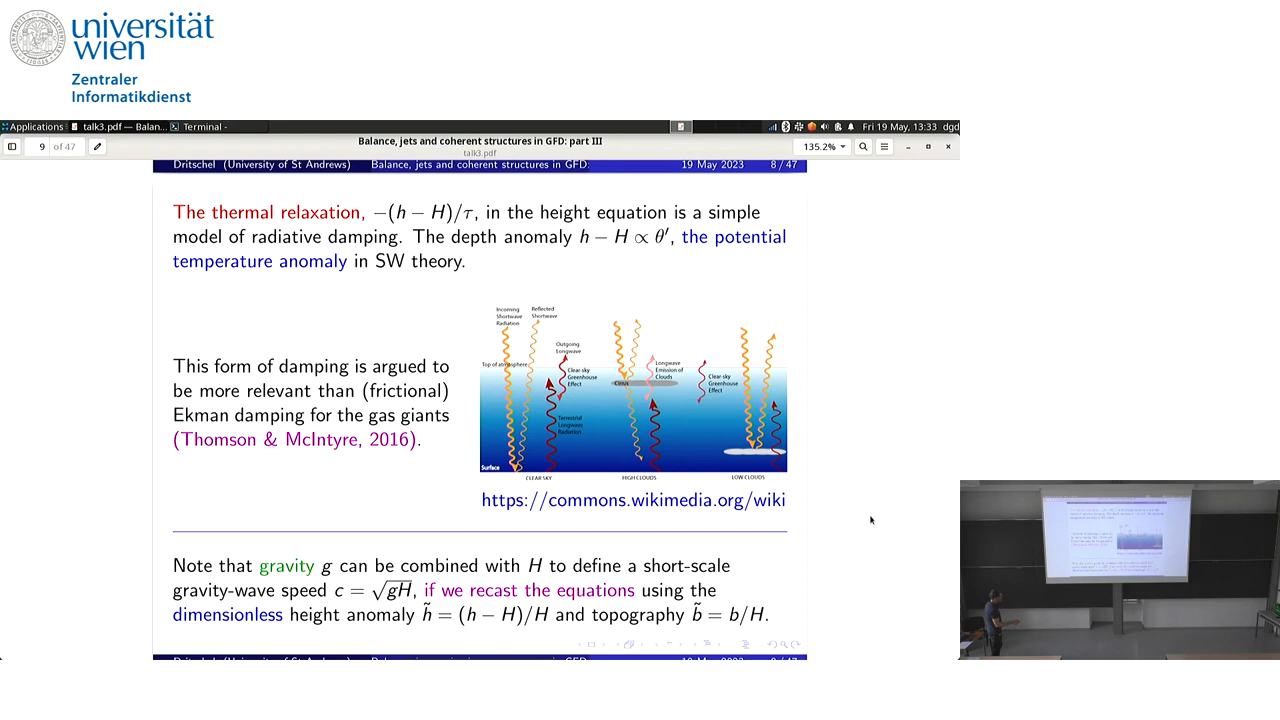 universität
wien
Zentraler
Informatikdienst
Applications talk3.pdf — Balan... Terminal - Fri 19 May, 13:33 dgd
9 of 47 Balance, jets and coherent structures in GFD: part III 135.2%
talk3.pdf
Dritschel (University of St Andrews) Balance, jets and coherent structures in GFD: 19 May 2023 8 / 47
The thermal relaxation, −(h − H)/τ, in the height equation is a simple
model of radiative damping. The depth anomaly h − H ∝ θ′, the potential
temperature anomaly in SW theory.
This form of damping is argued to
be more relevant than (frictional)
Ekman damping for the gas giants
(Thomson & McIntyre, 2016).
Incoming
Shortwave
Radiation
Reflected
Shortwave
Outgoing
Longwave
Top of atmosphere
Clear-sky
Greenhouse
Effect
Terrestrial
Longwave
Radiation
Longwave
Emission of
Clouds
Cirrus
Clear-sky
Greenhouse
Effect
Surface
CLEAR SKY HIGH CLOUDS LOW CLOUDS
https://commons.wikimedia.org/wiki
Note that gravity g can be combined with H to define a short-scale
gravity-wave speed c = √gH, if we recast the equations using the
dimensionless height anomaly h̃ = (h − H)/H and topography b̃ = b/H.